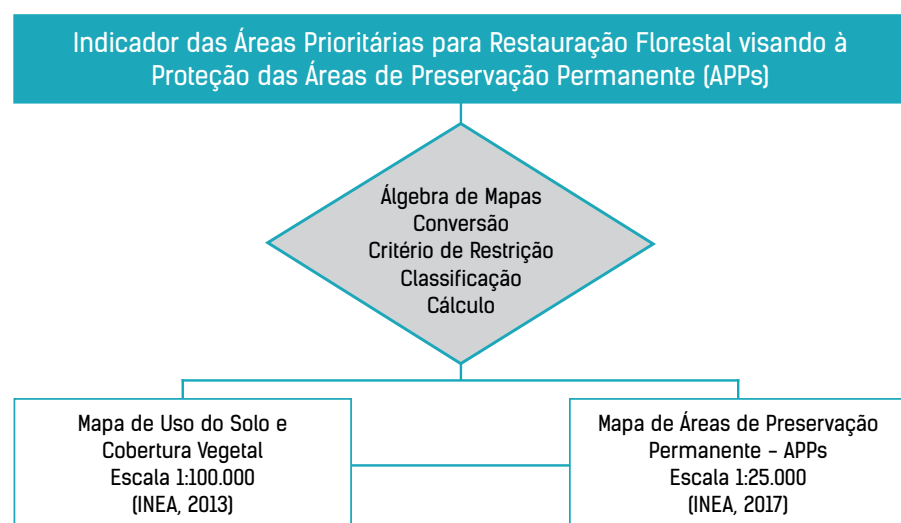 Indicador das Áreas Prioritárias para Restauração Florestal visando à
Proteção das Áreas de Preservação Permanente (APPs)
Álgebra de Mapas
Conversão
Critério de Restrição
Classificação
Cálculo
Mapa de Uso do Solo e
Cobertura Vegetal
Escala 1:100.000
(INEA, 2013)
Mapa de Áreas de Preservação
Permanente – APPs
Escala 1:25.000
(INEA, 2017)